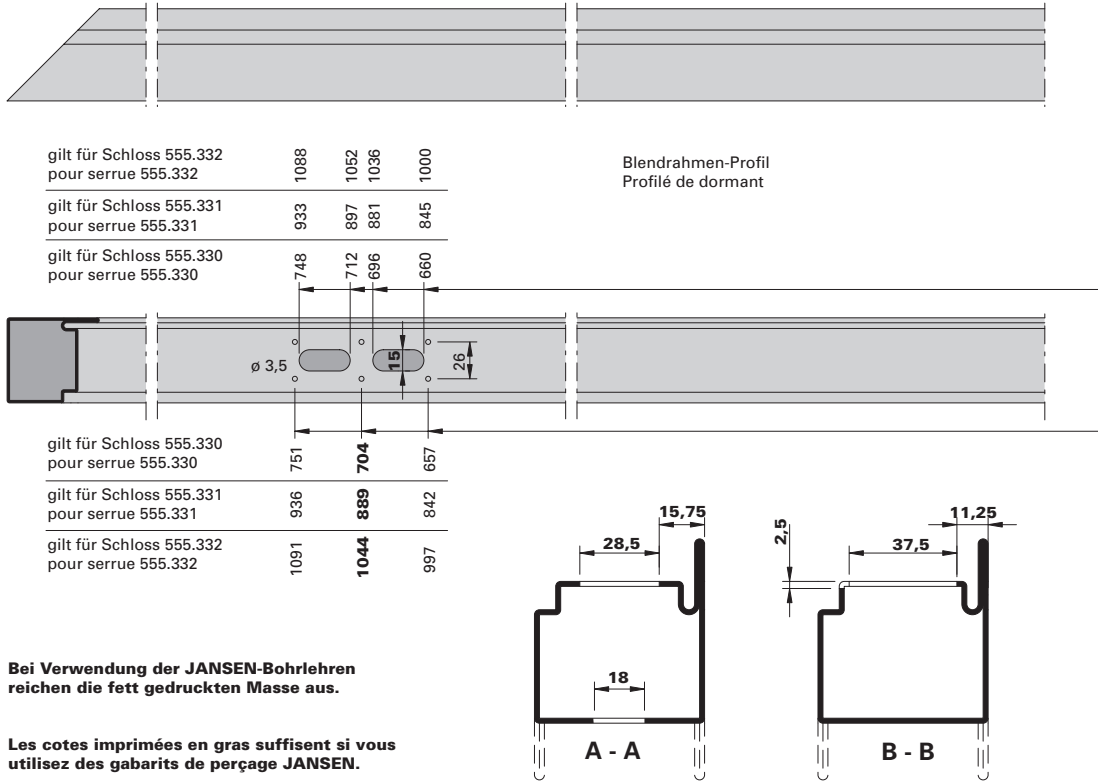 gilt für Schloss 555.332
pour serrue 555.332
1088 1052 1036 1000
Blendrahmen-Profil
Profilé de dormant
gilt für Schloss 555.331
pour serrue 555.331
933 897 881 845
gilt für Schloss 555.330
pour serrue 555.330
748 712 696 660
ø 3,5
15
26
gilt für Schloss 555.330
pour serrue 555.330
751 704 657
gilt für Schloss 555.331
pour serrue 555.331
936 889 842
gilt für Schloss 555.332
pour serrue 555.332
1091 1044 997
15,75
28,5
18
A - A
11,25
2,5
37,5
B - B
Bei Verwendung der JANSEN-Bohrlehren
reichen die fett gedruckten Masse aus.
Les cotes imprimées en gras suffisent si vous
utilisez des gabarits de perçage JANSEN.